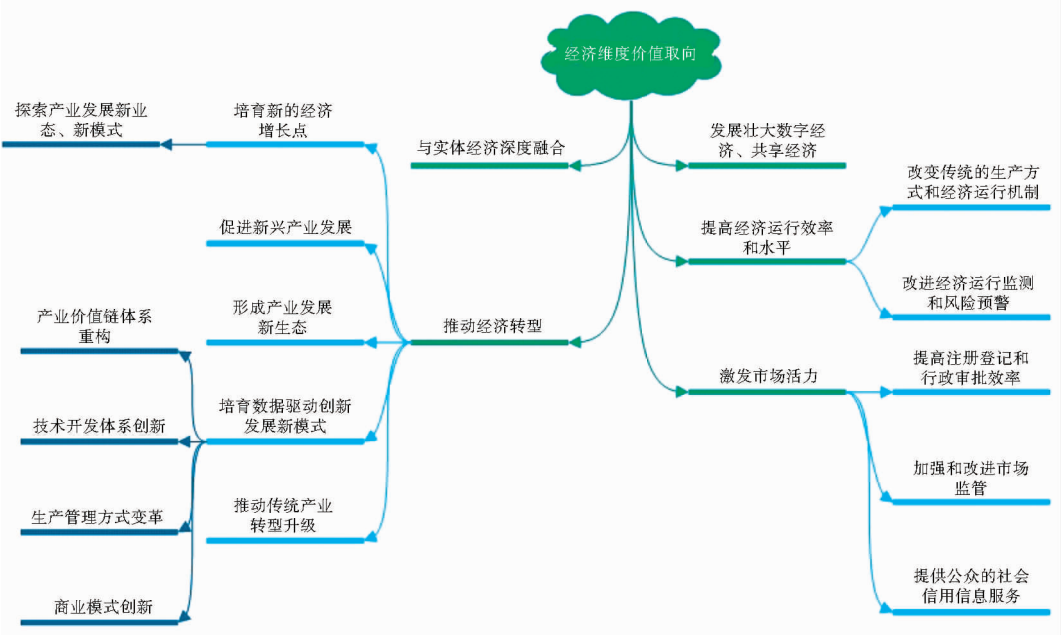 经济维度价值取向
探索产业发展新业
态、新模式
培育新的经济
增长点
与实体经济深度融合
发展壮大数字经
济、共享经济
改变传统的生产方
式和经济运行机制
促进新兴产业发展
提高经济运行效率
和水平
改进经济运行监测
和风险预警
产业价值链体系
重构
形成产业发展
新生态
推动经济转型
激发市场活力
提高注册登记和
行政审批效率
技术开发体系创新
培育数据驱动创新
发展新模式
加强和改进市场
监管
生产管理方式变革
推动传统产业
转型升级
商业模式创新
提供公众的社会
信用信息服务